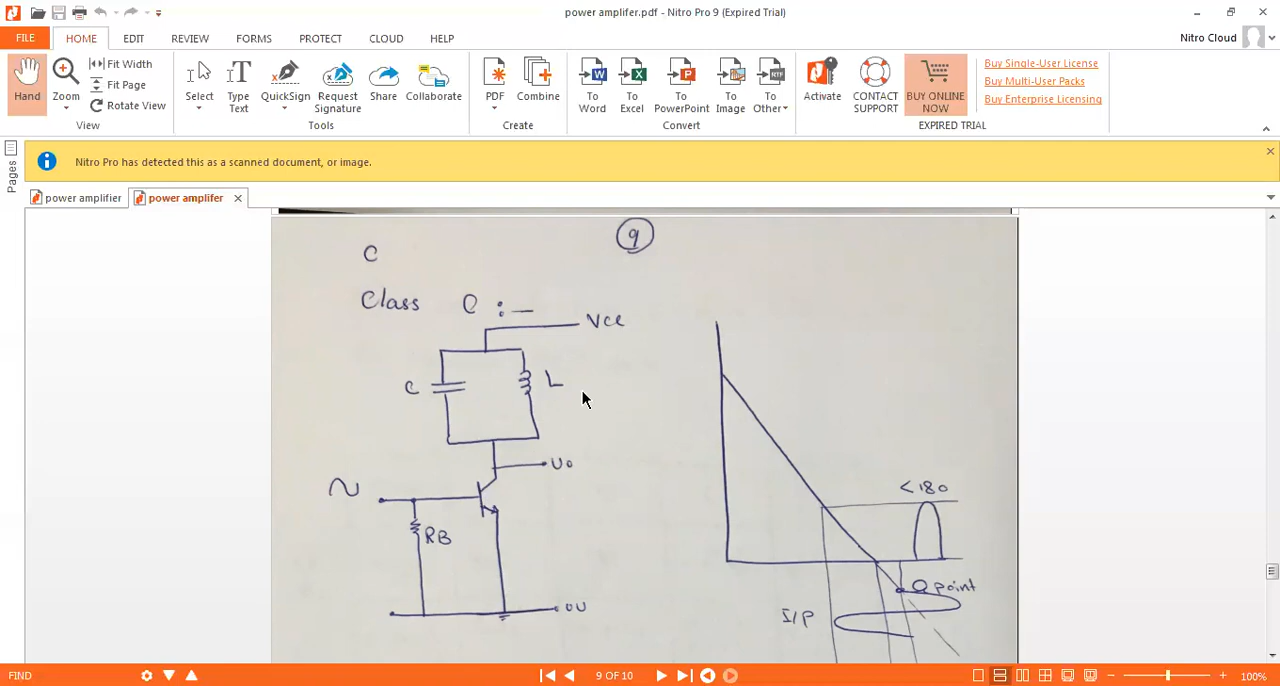 power amplifer.pdf - Nitro Pro 9 (Expired Trial)
FILE HOME EDIT REVIEW FORMS PROTECT CLOUD HELP Nitro Cloud
Hand
Zoom
Fit Width
Fit Page
Rotate View
View
Select
Type Text
QuickSign
Request Signature
Share
Collaborate
Tools
PDF
Combine
Create
To Word
To Excel
To PowerPoint
To Image
To Other
Convert
Activate
CONTACT SUPPORT
BUY ONLINE NOW
Buy Single-User License
Buy Multi-User Packs
Buy Enterprise Licensing
EXPIRED TRIAL
Pages
Nitro Pro has detected this as a scanned document, or image.
power amplifier power amplifer
9
C
Class C :-
Vcc
C
L
Vo
RB
0V
<180
Q point
I/P
FIND 9 OF 10 100%